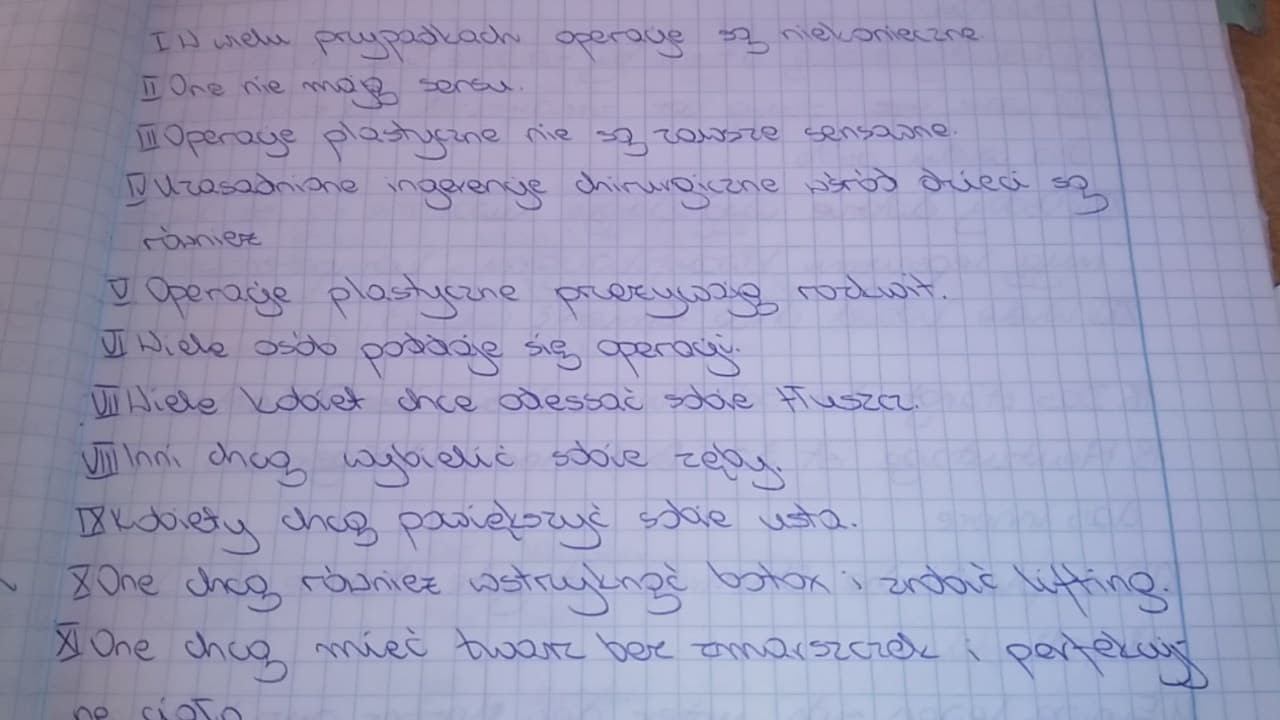 I W wielu przypadkach operacje są niekonieczne
II One nie mają sensu.
III Operacje plastyczne nie są zawsze sensowne.
IV Uzasadnione ingerencje chirurgiczne wśród dzieci są
również
V Operacje plastyczne przeżywają rozkwit.
VI Wiele osób poddaje się operacji.
VII Wiele kobiet chce odessać sobie tłuszcz.
VIII Inni chcą wybielić sobie zęby.
IX Kobiety chcą powiększyć sobie usta.
X One chcą również wstrzyknąć botox i zrobić lifting.
XI One chcą mieć twarz bez zmarszczek i perfekcyj
ne ciało